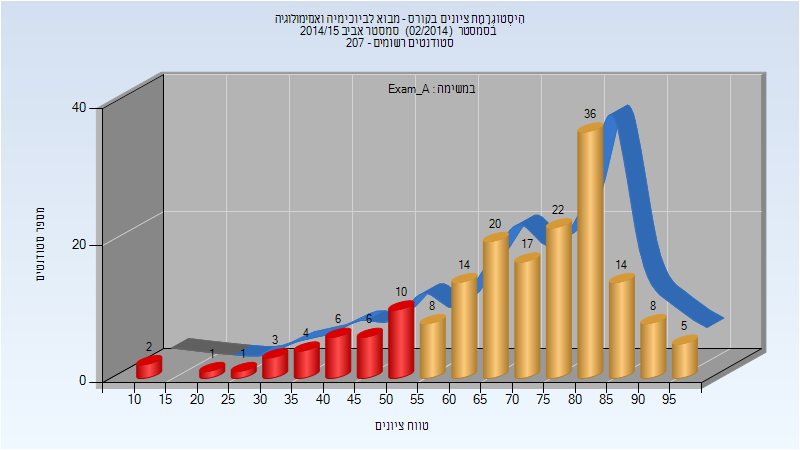 היסטוגרמת ציונים בקורס - מבוא לביוכימיה ואמימולוגיה
בסמסטר (02/2014) סמסטר אביב 2014/15
סטודנטים רשומים - 207
במשימה : Exam_A
מספר סטודנטים
40
20
0
2
1
1
3
4
6
6
10
8
14
20
17
22
36
14
8
5
10 15 20 25 30 35 40 45 50 55 60 65 70 75 80 85 90 95
טווח ציונים